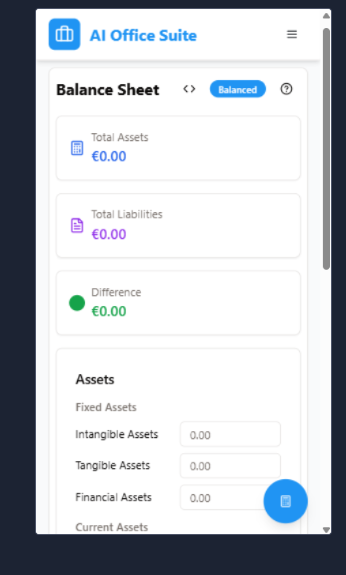 AI Office Suite
Balance Sheet <> Balanced
Total Assets
€0.00
Total Liabilities
€0.00
Difference
€0.00
Assets
Fixed Assets
Intangible Assets 0.00
Tangible Assets 0.00
Financial Assets 0.00
Current Assets